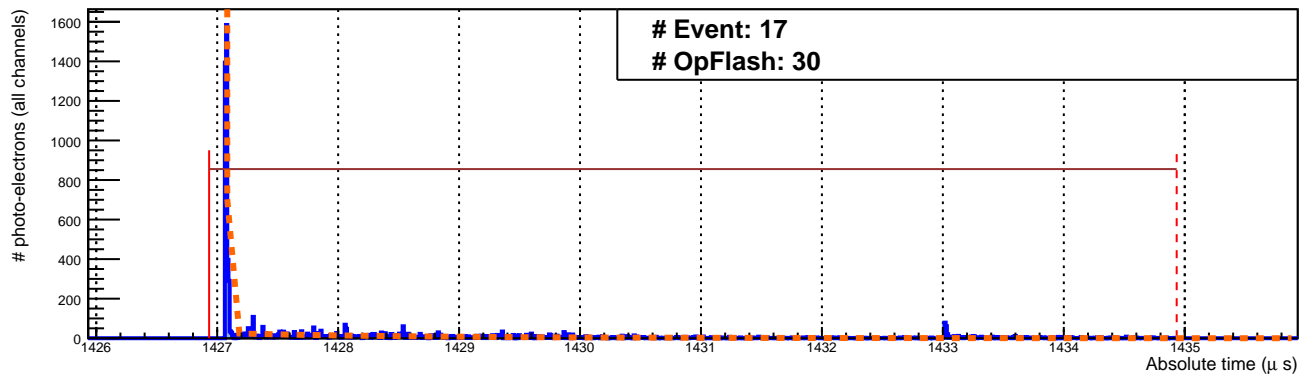 # Event: 17
# OpFlash: 30
# photo-electrons (all channels)
1600
1400
1200
1000
800
600
400
200
0
1426 1427 1428 1429 1430 1431 1432 1433 1434 1435
Absolute time (μ s)